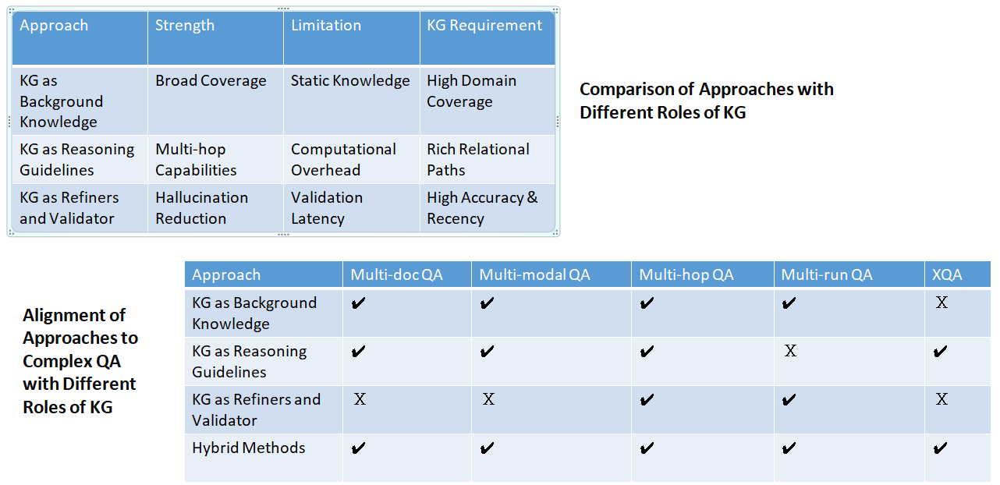 Approach Strength Limitation KG Requirement
KG as Background Knowledge Broad Coverage Static Knowledge High Domain Coverage
KG as Reasoning Guidelines Multi-hop Capabilities Computational Overhead Rich Relational Paths
KG as Refiners and Validator Hallucination Reduction Validation Latency High Accuracy & Recency
Comparison of Approaches with
Different Roles of KG
Alignment of
Approaches to
Complex QA
with Different
Roles of KG
Approach Multi-doc QA Multi-modal QA Multi-hop QA Multi-run QA XQA
KG as Background Knowledge ✔ ✔ ✔ ✔ X
KG as Reasoning Guidelines ✔ ✔ ✔ X ✔
KG as Refiners and Validator X X ✔ ✔ X
Hybrid Methods ✔ ✔ ✔ ✔ ✔